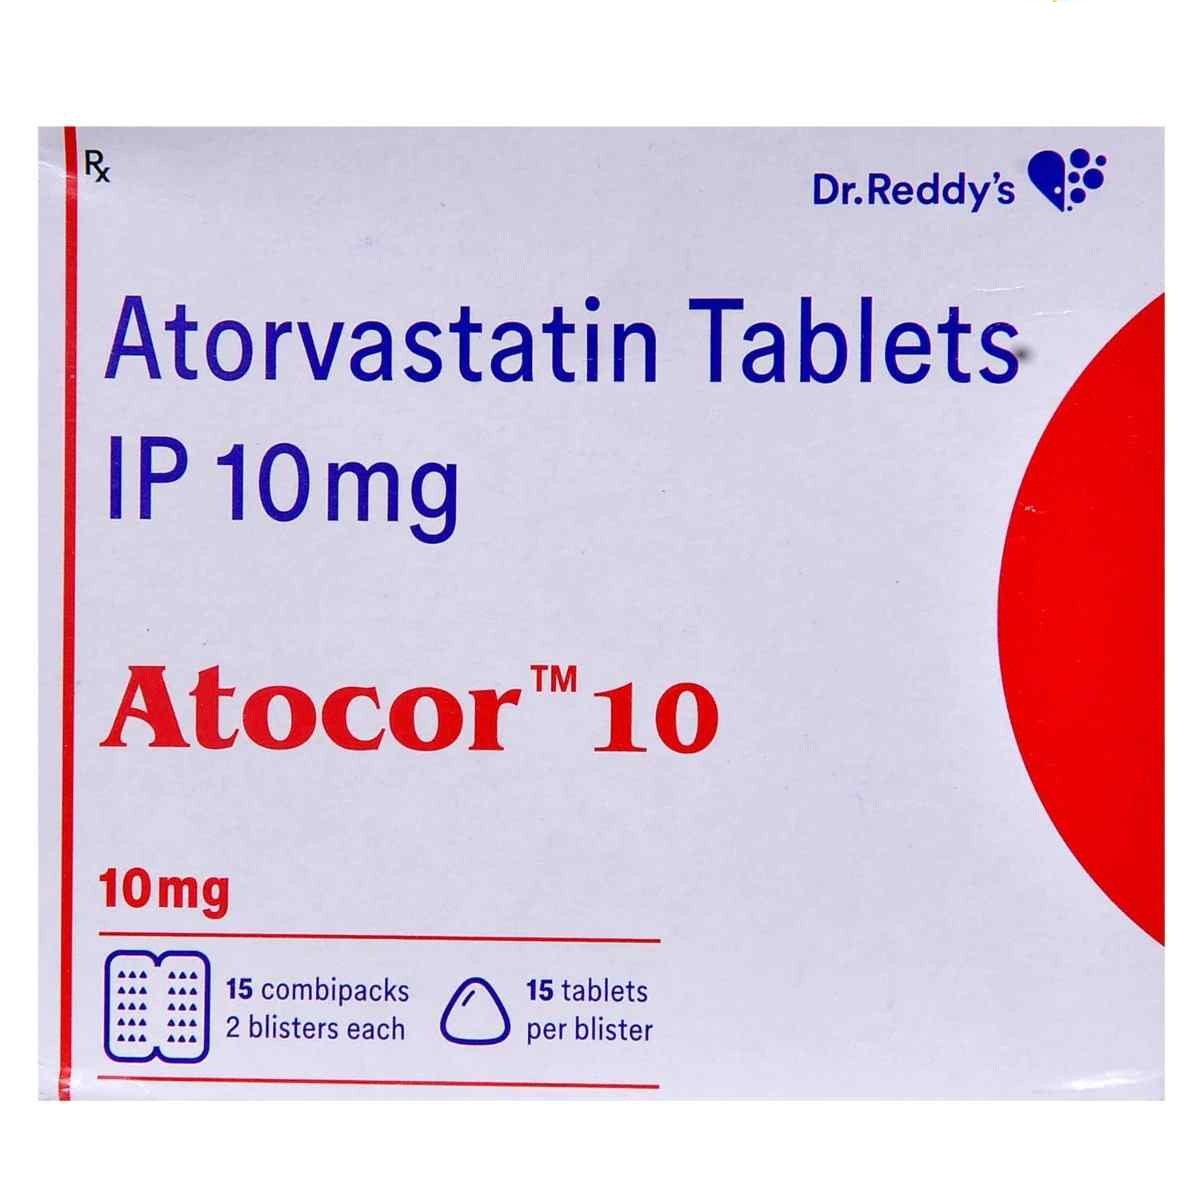 Rx
Dr.Reddy's
Atorvastatin Tablets
IP 10mg
Atocor™ 10
10mg
15 combipacks
2 blisters each
15 tablets
per blister